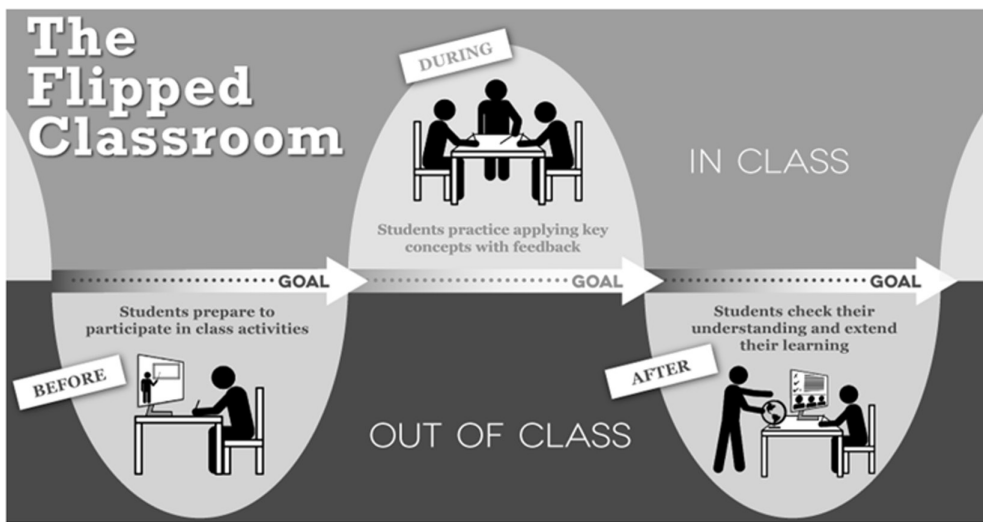 The
Flipped
Classroom
DURING
IN CLASS
Students practice applying key
concepts with feedback
GOAL
GOAL
GOAL
Students prepare to
participate in class activities
BEFORE
OUT OF CLASS
Students check their
understanding and extend
their learning
AFTER